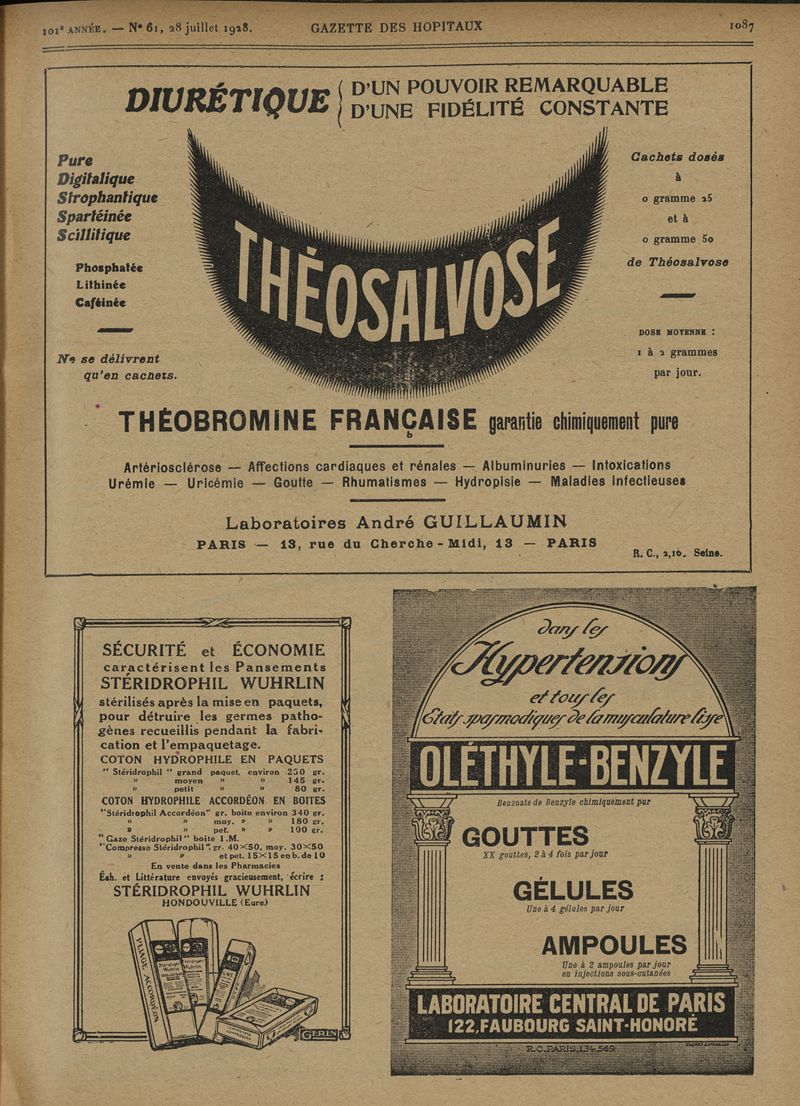 101e ANNÉE. — N° 61, 28 juillet 1928.
GAZETTE DES HOPITAUX
1087
DIURÉTIQUE
D'UN POUVOIR REMARQUABLE
D'UNE FIDÉLITÉ CONSTANTE
Pure
Digitalique
Strophantique
Spartéinée
Scillitique
Phosphatée
Lithinée
Caféinée
Ne se délivrent
qu'en cachets.
THÉOSALVOSE
Cachets dosés
à
0 gramme 25
et à
0 gramme 50
de Théosalvose
DOSE MOYENNE :
1 à 2 grammes
par jour.
THÉOBROMINE FRANÇAISE garantie chimiquement pure
Artériosclérose — Affections cardiaques et rénales — Albuminuries — Intoxications
Urémie — Uricémie — Goutte — Rhumatismes — Hydropisie — Maladies infectieuses
Laboratoires André GUILLAUMIN
PARIS — 13, rue du Cherche-Midi, 13 — PARIS
R. C., 2,16. Seine.
SÉCURITÉ et ÉCONOMIE
caractérisent les Pansements
STÉRIDROPHIL WUHRLIN
stérilisés après la mise en paquets,
pour détruire les germes patho-
gènes recueillis pendant la fabri-
cation et l'empaquetage.
COTON HYDROPHILE EN PAQUETS
"Stéridrophil" grand paquet environ 250 gr.
" moyen " " 145 gr.
" petit " " 80 gr.
COTON HYDROPHILE ACCORDÉON EN BOITES
"Stéridrophil Accordéon" gr. boite environ 340 gr.
" " moy. " " 180 gr.
" " pet. " " 100 gr.
"Gaze Stéridrophil" boite 1.M.
"Compresse Stéridrophil". gr. 40×50, moy. 30×50
" " et pet. 15×15 en b. de 10
En vente dans les Pharmacies
Éch. et Littérature envoyés gracieusement, écrire :
STÉRIDROPHIL WUHRLIN
HONDOUVILLE (Eure)
PLIAGE ACCORDÉON
GERIN
dans les
Hypertensions
et tous les
États spasmodiques de la musculature lisse
OLÉTHYLE-BENZYLE
Benzoate de Benzyle chimiquement pur
GOUTTES
XX gouttes, 2 à 4 fois par jour
GÉLULES
Une à 4 gélules par jour
AMPOULES
Une à 2 ampoules par jour
en injections sous-cutanées
LABORATOIRE CENTRAL DE PARIS
122, FAUBOURG SAINT-HONORÉ
R.C. PARIS, 134.569